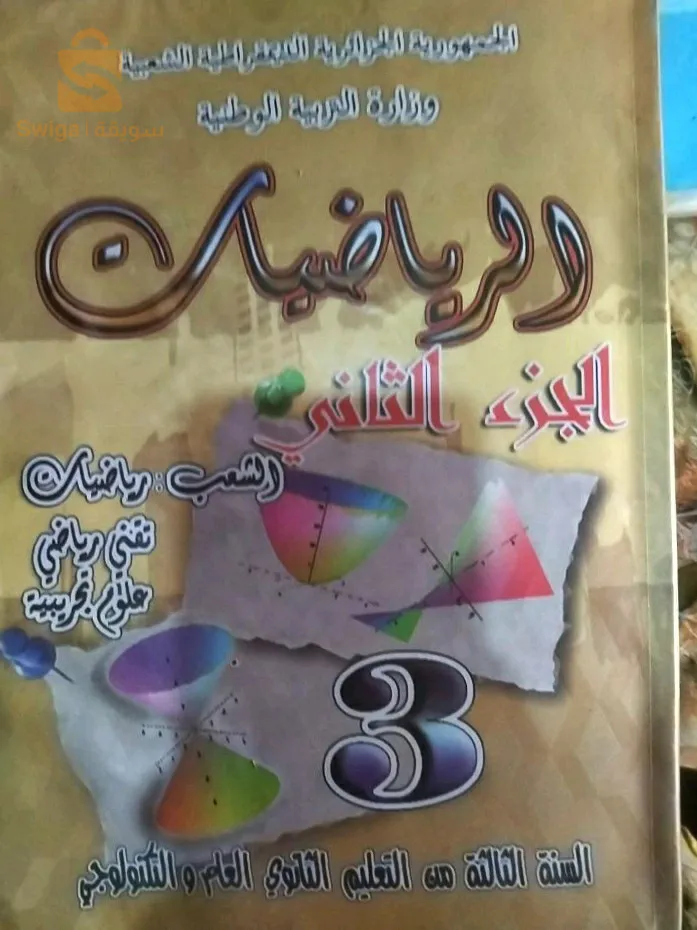 الجمهورية الجزائرية الديمقراطية الشعبية
وزارة التربية الوطنية
Swiga | سويقة
الرياضيات
الجزء الثاني
الشعب: رياضيات
تقني رياضي
علوم تجريبية
3
السنة الثالثة من التعليم الثانوي العام و التكنولوجي